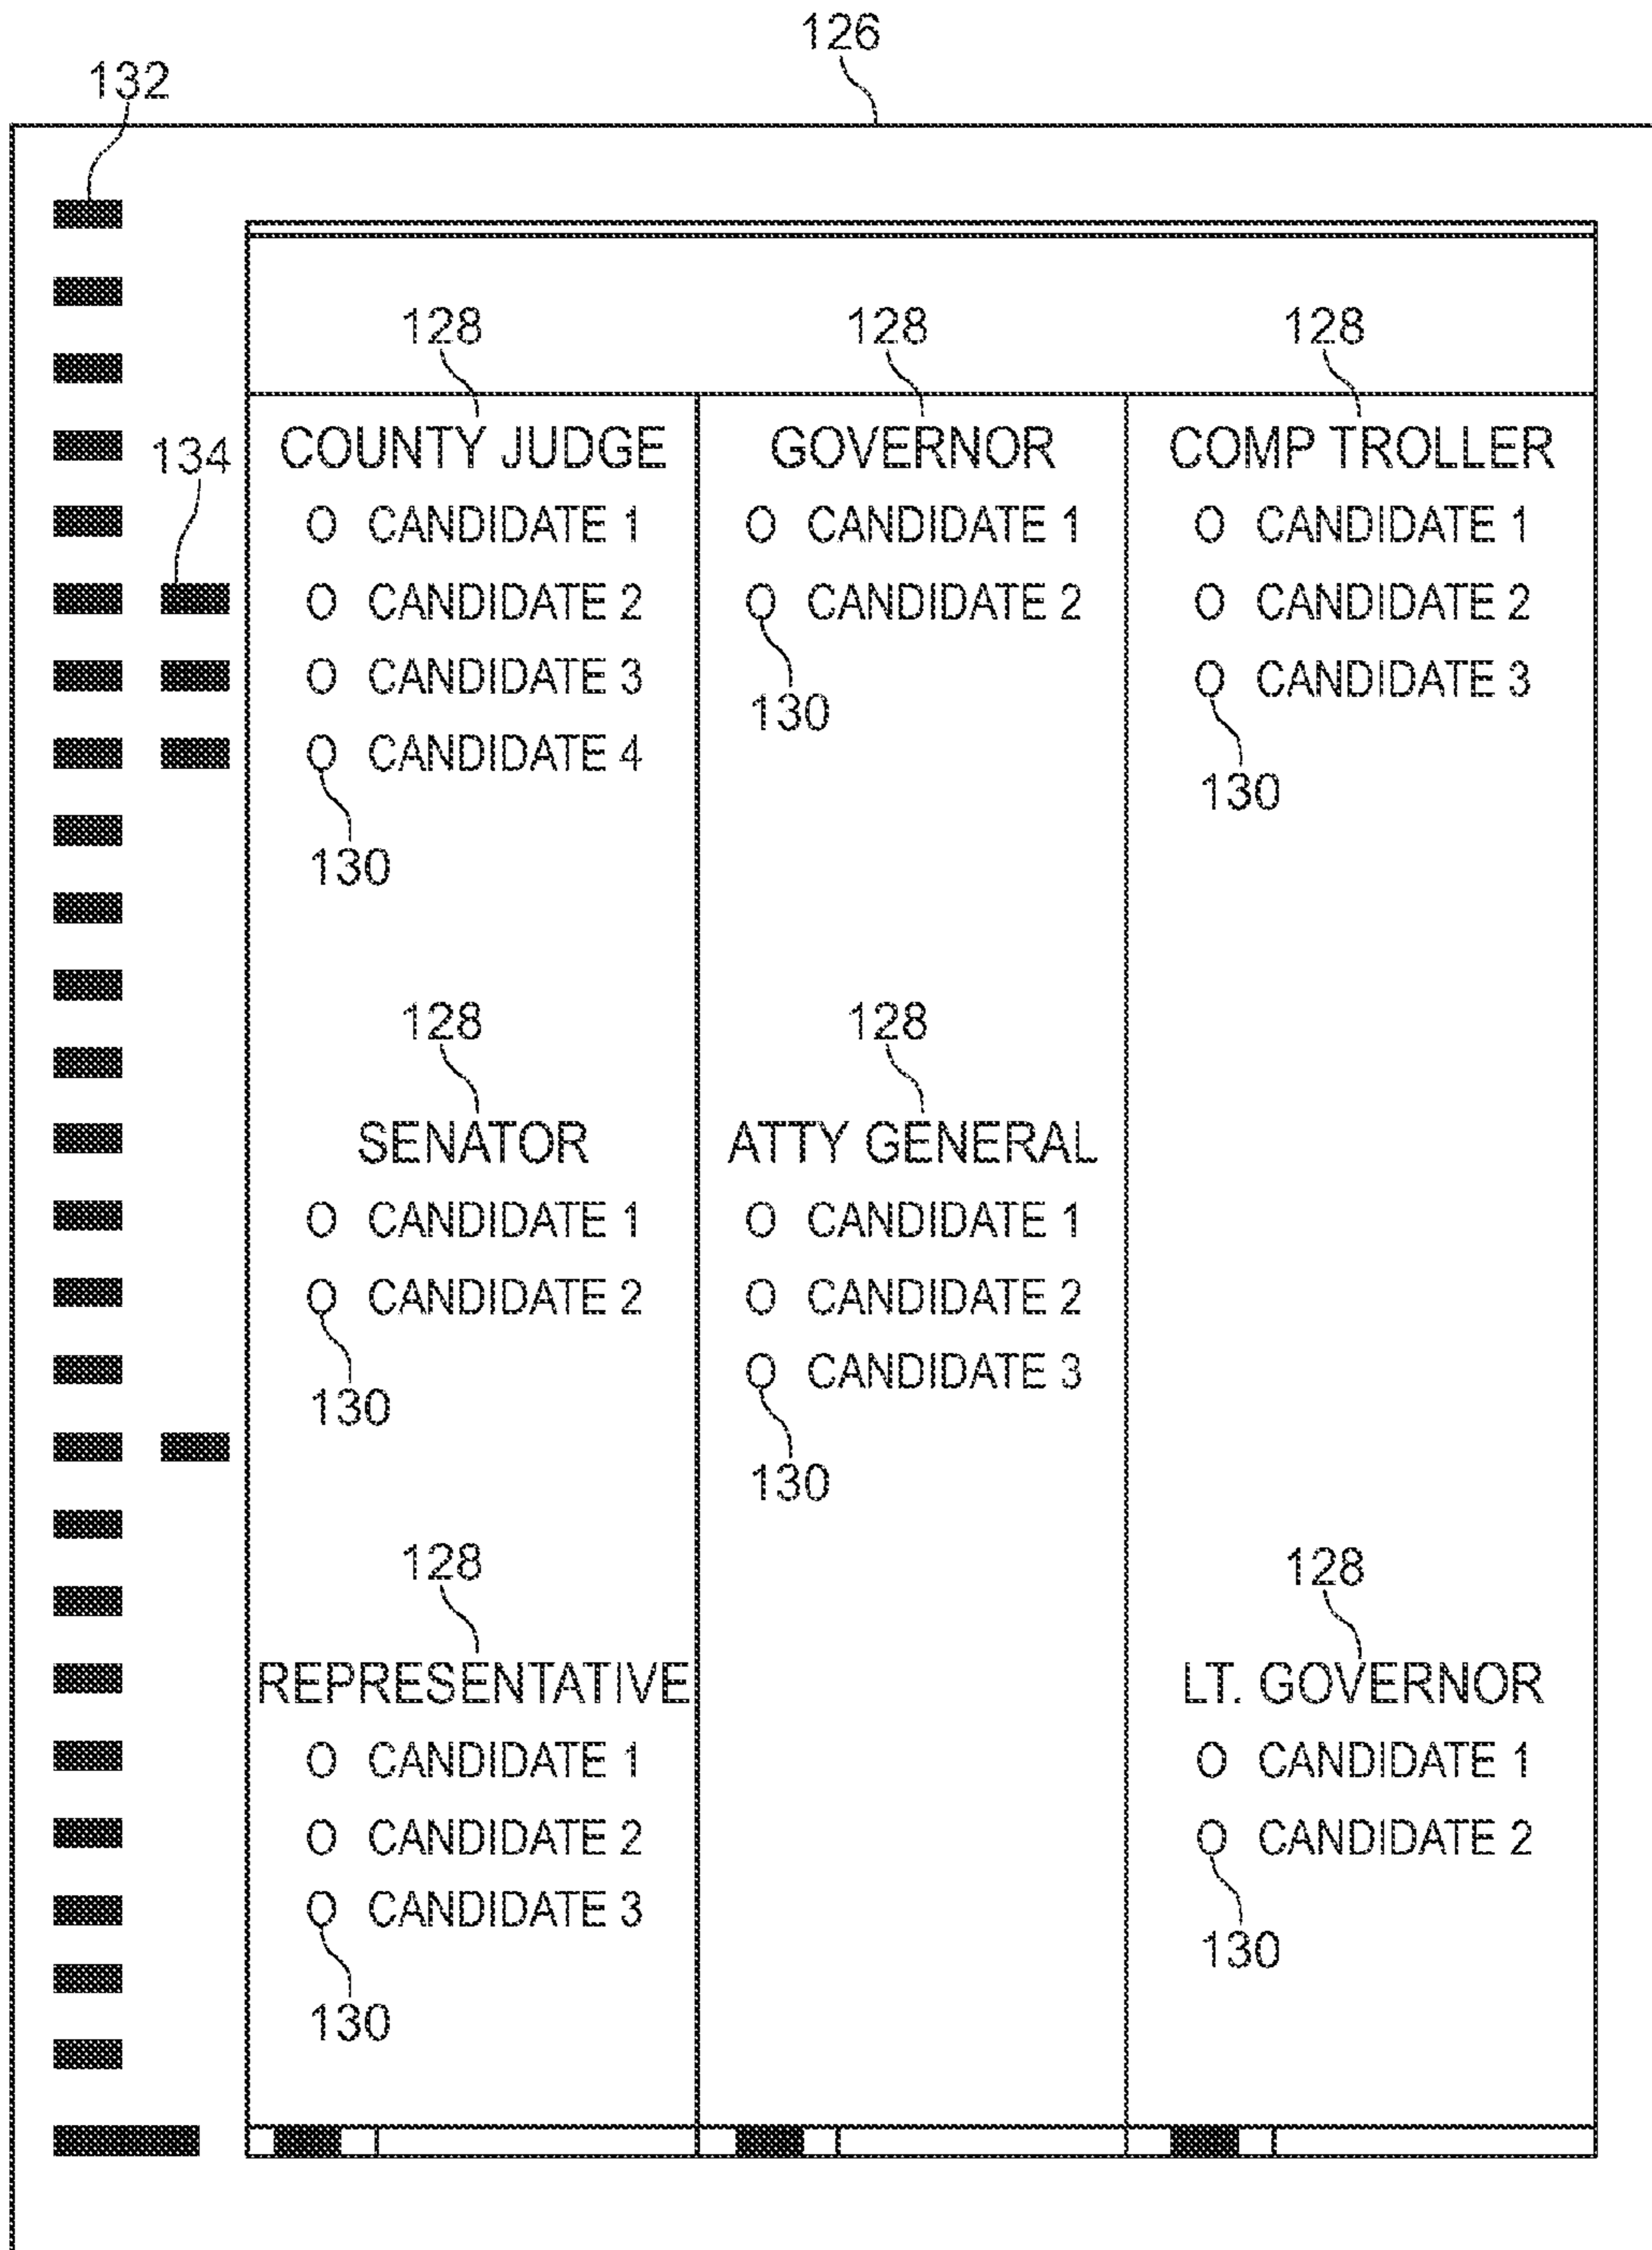 126
132
128 128 128
134
COUNTY JUDGE GOVERNOR COMP TROLLER
O CANDIDATE 1 O CANDIDATE 1 O CANDIDATE 1
O CANDIDATE 2 O CANDIDATE 2 O CANDIDATE 2
O CANDIDATE 3 O CANDIDATE 3
130
O CANDIDATE 4
130
130
128 128
SENATOR ATTY GENERAL
O CANDIDATE 1 O CANDIDATE 1
O CANDIDATE 2 O CANDIDATE 2
O CANDIDATE 3
130
130
128 128
REPRESENTATIVE LT. GOVERNOR
O CANDIDATE 1 O CANDIDATE 1
O CANDIDATE 2 O CANDIDATE 2
O CANDIDATE 3
130
130